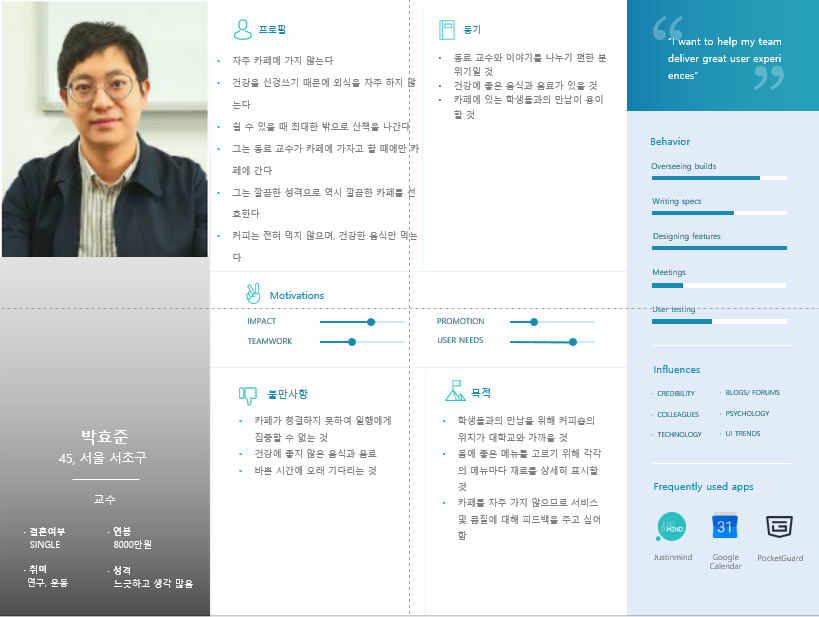 박효준
45, 서울 서초구
교수
· 결혼여부
SINGLE
· 연봉
8000만원
· 취미
연구, 운동
· 성격
느긋하고 생각 많음
프로필
• 자주 카페에 가지 않는다
• 건강을 신경쓰기 때문에 외식을 자주 하지 않
는다
• 쉴 수 있을 때 최대한 밖으로 산책을 나간다
• 그는 동료 교수가 카페에 가자고 할 때에만 카
페에 간다
• 그는 깔끔한 성격으로 역시 깔끔한 카페를 선
호한다
• 커피는 전혀 먹지 않으며, 건강한 음식만 먹는
다
동기
• 동료 교수와 이야기를 나누기 편한 분
위기일 것
• 건강에 좋은 음식과 음료가 있을 것
• 카페에 있는 학생들과의 만남이 용이
할 것
Motivations
IMPACT
TEAMWORK
PROMOTION
USER NEEDS
불만사항
• 카페가 청결하지 못하여 일행에게
집중할 수 없는 것
• 건강에 좋지 않은 음식과 음료
• 바쁜 시간에 오래 기다리는 것
목적
• 학생들과의 만남을 위해 커피숍의
위치가 대학교와 가까울 것
• 몸에 좋은 메뉴를 고르기 위해 각각
의 메뉴마다 재료를 상세히 표시할
것
• 카페를 자주 가지 않으므로 서비스
및 품질에 대해 피드백을 주고 싶어
함
"I want to help my team
deliver great user experi
ences"
Behavior
Overseeing builds
Writing specs
Designing features
Meetings
User testing
Influences
· CREDIBILITY
· COLLEAGUES
· TECHNOLOGY
· BLOGS/ FORUMS
· PSYCHOLOGY
· UI TRENDS
Frequently used apps
JUSTINMIND
Justinmind
31
Google
Calendar
PocketGuard